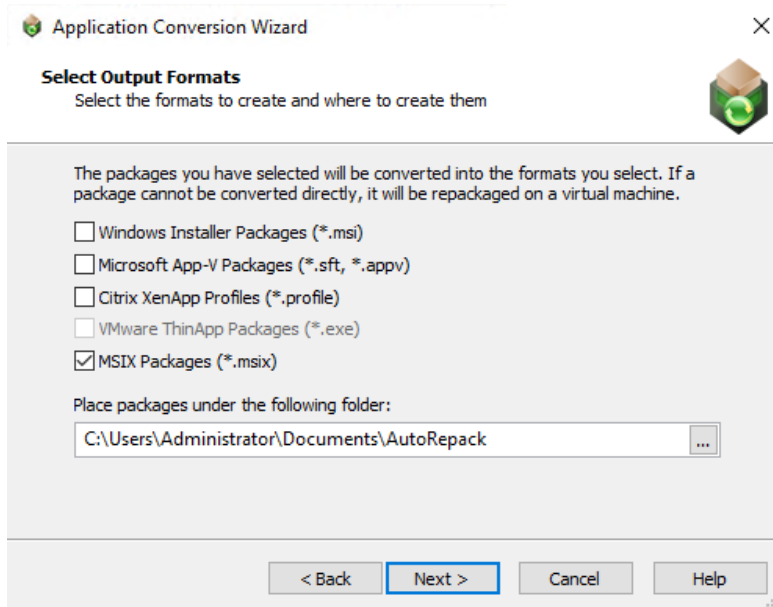 Application Conversion Wizard
Select Output Formats
Select the formats to create and where to create them
The packages you have selected will be converted into the formats you select. If a
package cannot be converted directly, it will be repackaged on a virtual machine.
Windows Installer Packages (*.msi)
Microsoft App-V Packages (*.sft, *.appv)
Citrix XenApp Profiles (*.profile)
VMware ThinApp Packages (*.exe)
MSIX Packages (*.msix)
Place packages under the following folder:
C:\Users\Administrator\Documents\AutoRepack
...
< Back Next > Cancel Help